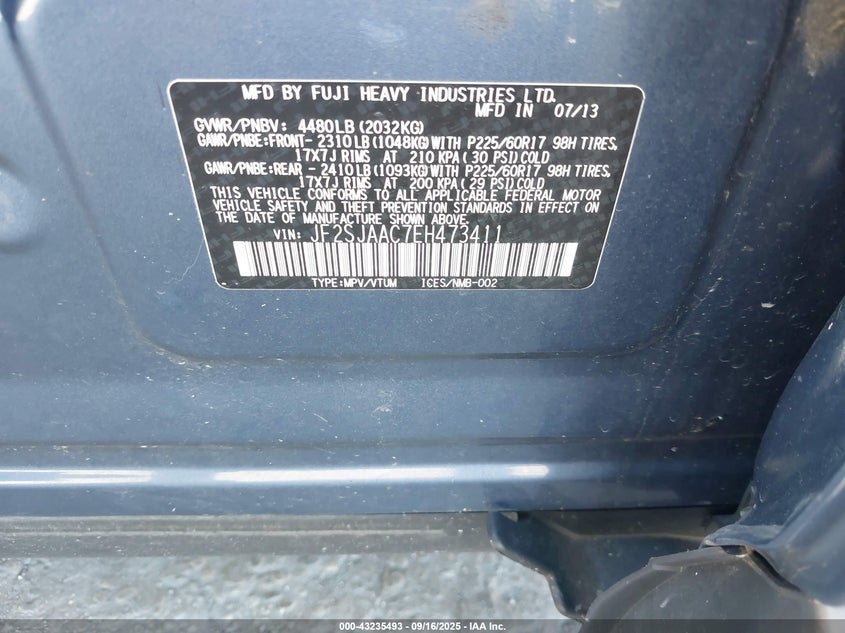 MFD BY FUJI HEAVY INDUSTRIES LTD.
MFD IN 07/13
GVWR/PNBV: 4480LB(2032KG)
GAWR/PNBE:FRONT- 2310LB(1048KG)WITH P225/60R17 98H TIRES,
17X7J RIMS AT 210 KPA(30 PSI)COLD
GAWR/PNBE:REAR - 2410LB(1093KG)WITH P225/60R17 98H TIRES,
17X7J RIMS AT 200 KPA(29 PSI)COLD
THIS VEHICLE CONFORMS TO ALL APPLICABLE FEDERAL MOTOR
VEHICLE SAFETY AND THEFT PREVENTION STANDARDS IN EFFECT ON
THE DATE OF MANUFACTURE SHOWN ABOVE.
VIN: JF2SJAAC7EH473411
TYPE:MPV/VTUM ICES/NMB-002
000-43235493 - 09/16/2025 - IAA Inc.